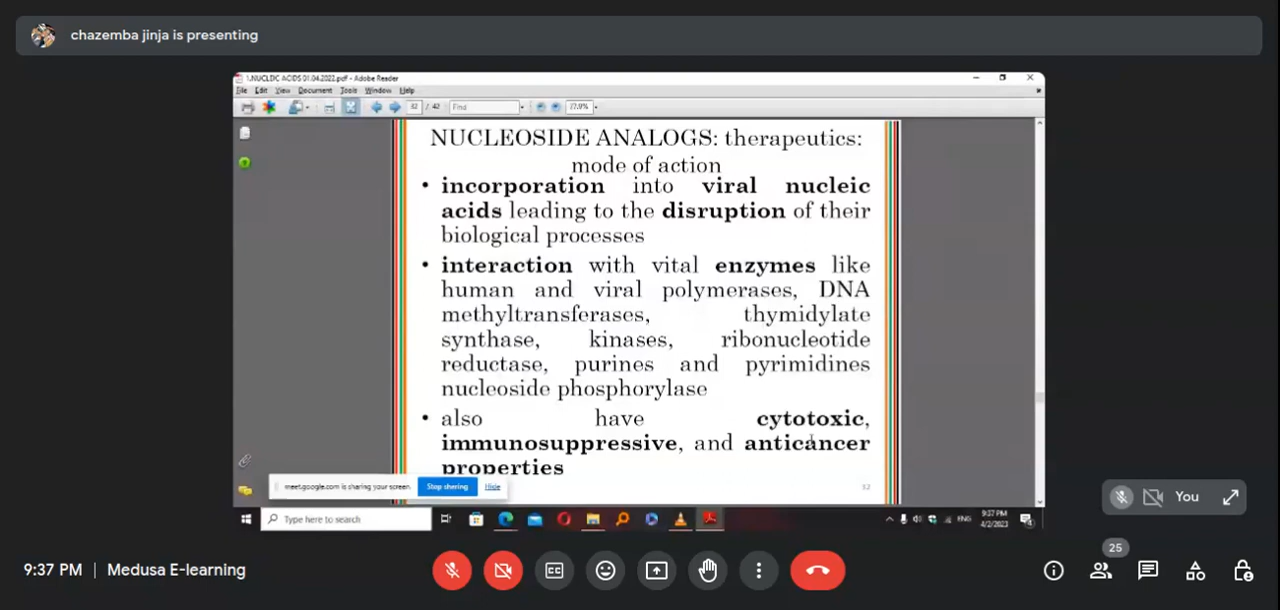 chazemba jinja is presenting
1.NUCLEIC ACIDS 01.04.2022.pdf - Adobe Reader
File Edit View Document Tools Window Help
32 / 42 Find 77.9%
NUCLEOSIDE ANALOGS: therapeutics:
mode of action
• incorporation into viral nucleic
acids leading to the disruption of their
biological processes
• interaction with vital enzymes like
human and viral polymerases, DNA
methyltransferases, thymidylate
synthase, kinases, ribonucleotide
reductase, purines and pyrimidines
nucleoside phosphorylase
• also have cytotoxic,
immunosuppressive, and anticancer
properties
32
meet.google.com is sharing your screen. Stop sharing Hide
Type here to search
ENG
9:37 PM
4/2/2023
You
25
9:37 PM | Medusa E-learning